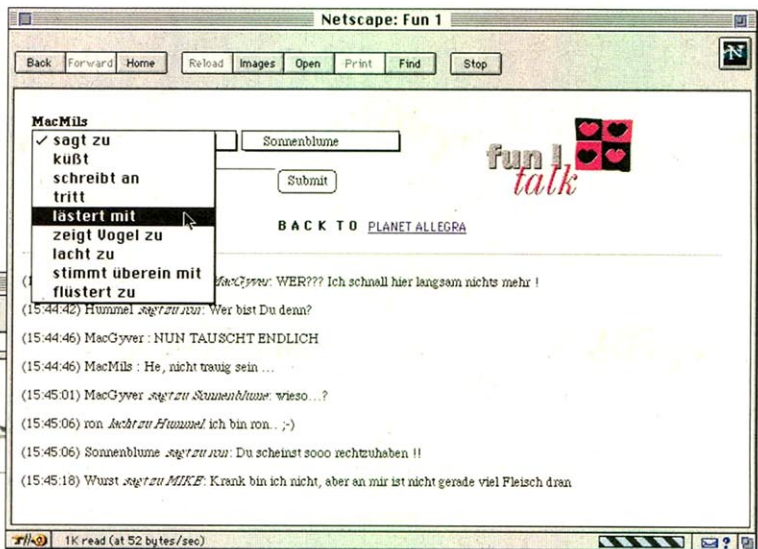 Netscape: Fun 1
Back Forward Home Reload Images Open Print Find Stop
N
MacMils
✓ sagt zu
Sonnenblume
küßt
schreibt an
Submit
tritt
lästert mit
zeigt Vogel zu
lacht zu
stimmt überein mit
flüstert zu
fun I
talk
BACK TO PLANET ALLEGRA
MacGyver: WER??? Ich schnall hier langsam nichts mehr !
(15:44:42) Hummel sagt zu ron: Wer bist Du denn?
(15:44:46) MacGyver : NUN TAUSCHT ENDLICH
(15:44:46) MacMils : He, nicht trauig sein ...
(15:45:01) MacGyver sagt zu Sonnenblume: wieso...?
(15:45:06) ron lacht zu Hummel: ich bin ron.. ;-)
(15:45:06) Sonnenblume sagt zu ron: Du scheinst sooo rechtzuhaben !!
(15:45:18) Wurst sagt zu MIKE: Krank bin ich nicht, aber an mir ist nicht gerade viel Fleisch dran
1K read (at 52 bytes/sec)
?